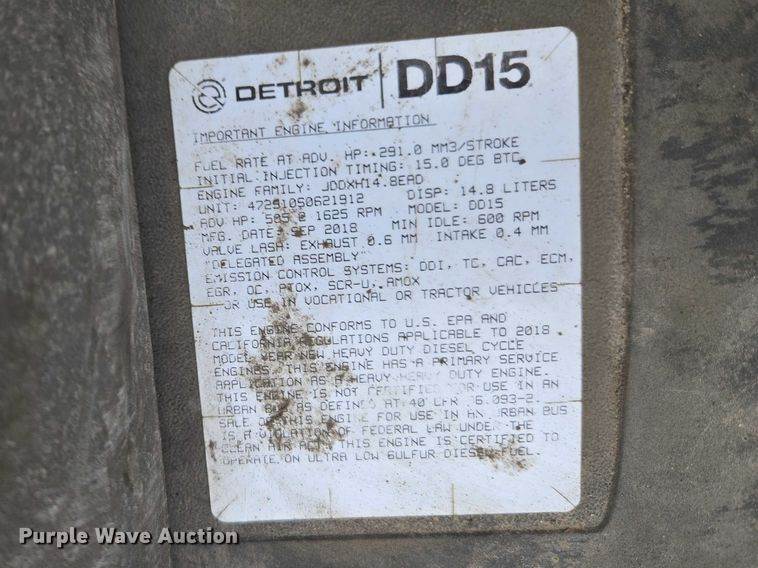 DETROIT DD15
IMPORTANT ENGINE INFORMATION
FUEL RATE AT ADV. HP: 291.0 MM3/STROKE
INITIAL INJECTION TIMING: 15.0 DEG BTC
ENGINE FAMILY: JDDXH14.8EAD DISP: 14.8 LITERS
UNIT: 472910S0621912 MODEL: DD15
ADV HP: 505 @ 1625 RPM MIN IDLE: 600 RPM
MFG. DATE: SEP 2018
VALVE LASH: EXHAUST 0.6 MM INTAKE 0.4 MM
"DELEGATED ASSEMBLY"
EMISSION CONTROL SYSTEMS: DDI, TC, CAC, ECM,
EGR, OC, PTOX, SCR-U, AMOX
FOR USE IN VOCATIONAL OR TRACTOR VEHICLES
THIS ENGINE CONFORMS TO U.S. EPA AND
CALIFORNIA REGULATIONS APPLICABLE TO 2018
MODEL YEAR NEW HEAVY DUTY DIESEL CYCLE
ENGINES. THIS ENGINE HAS A PRIMARY SERVICE
APPLICATION AS A HEAVY-HEAVY DUTY ENGINE.
THIS ENGINE IS NOT CERTIFIED FOR USE IN AN
URBAN BUS AS DEFINED AT 40 CFR 86.093-2.
SALE OF THIS ENGINE FOR USE IN AN URBAN BUS
IS A VIOLATION OF FEDERAL LAW UNDER THE
CLEAN AIR ACT. THIS ENGINE IS CERTIFIED TO
OPERATE ON ULTRA LOW SULFUR DIESEL FUEL.
Purple Wave Auction